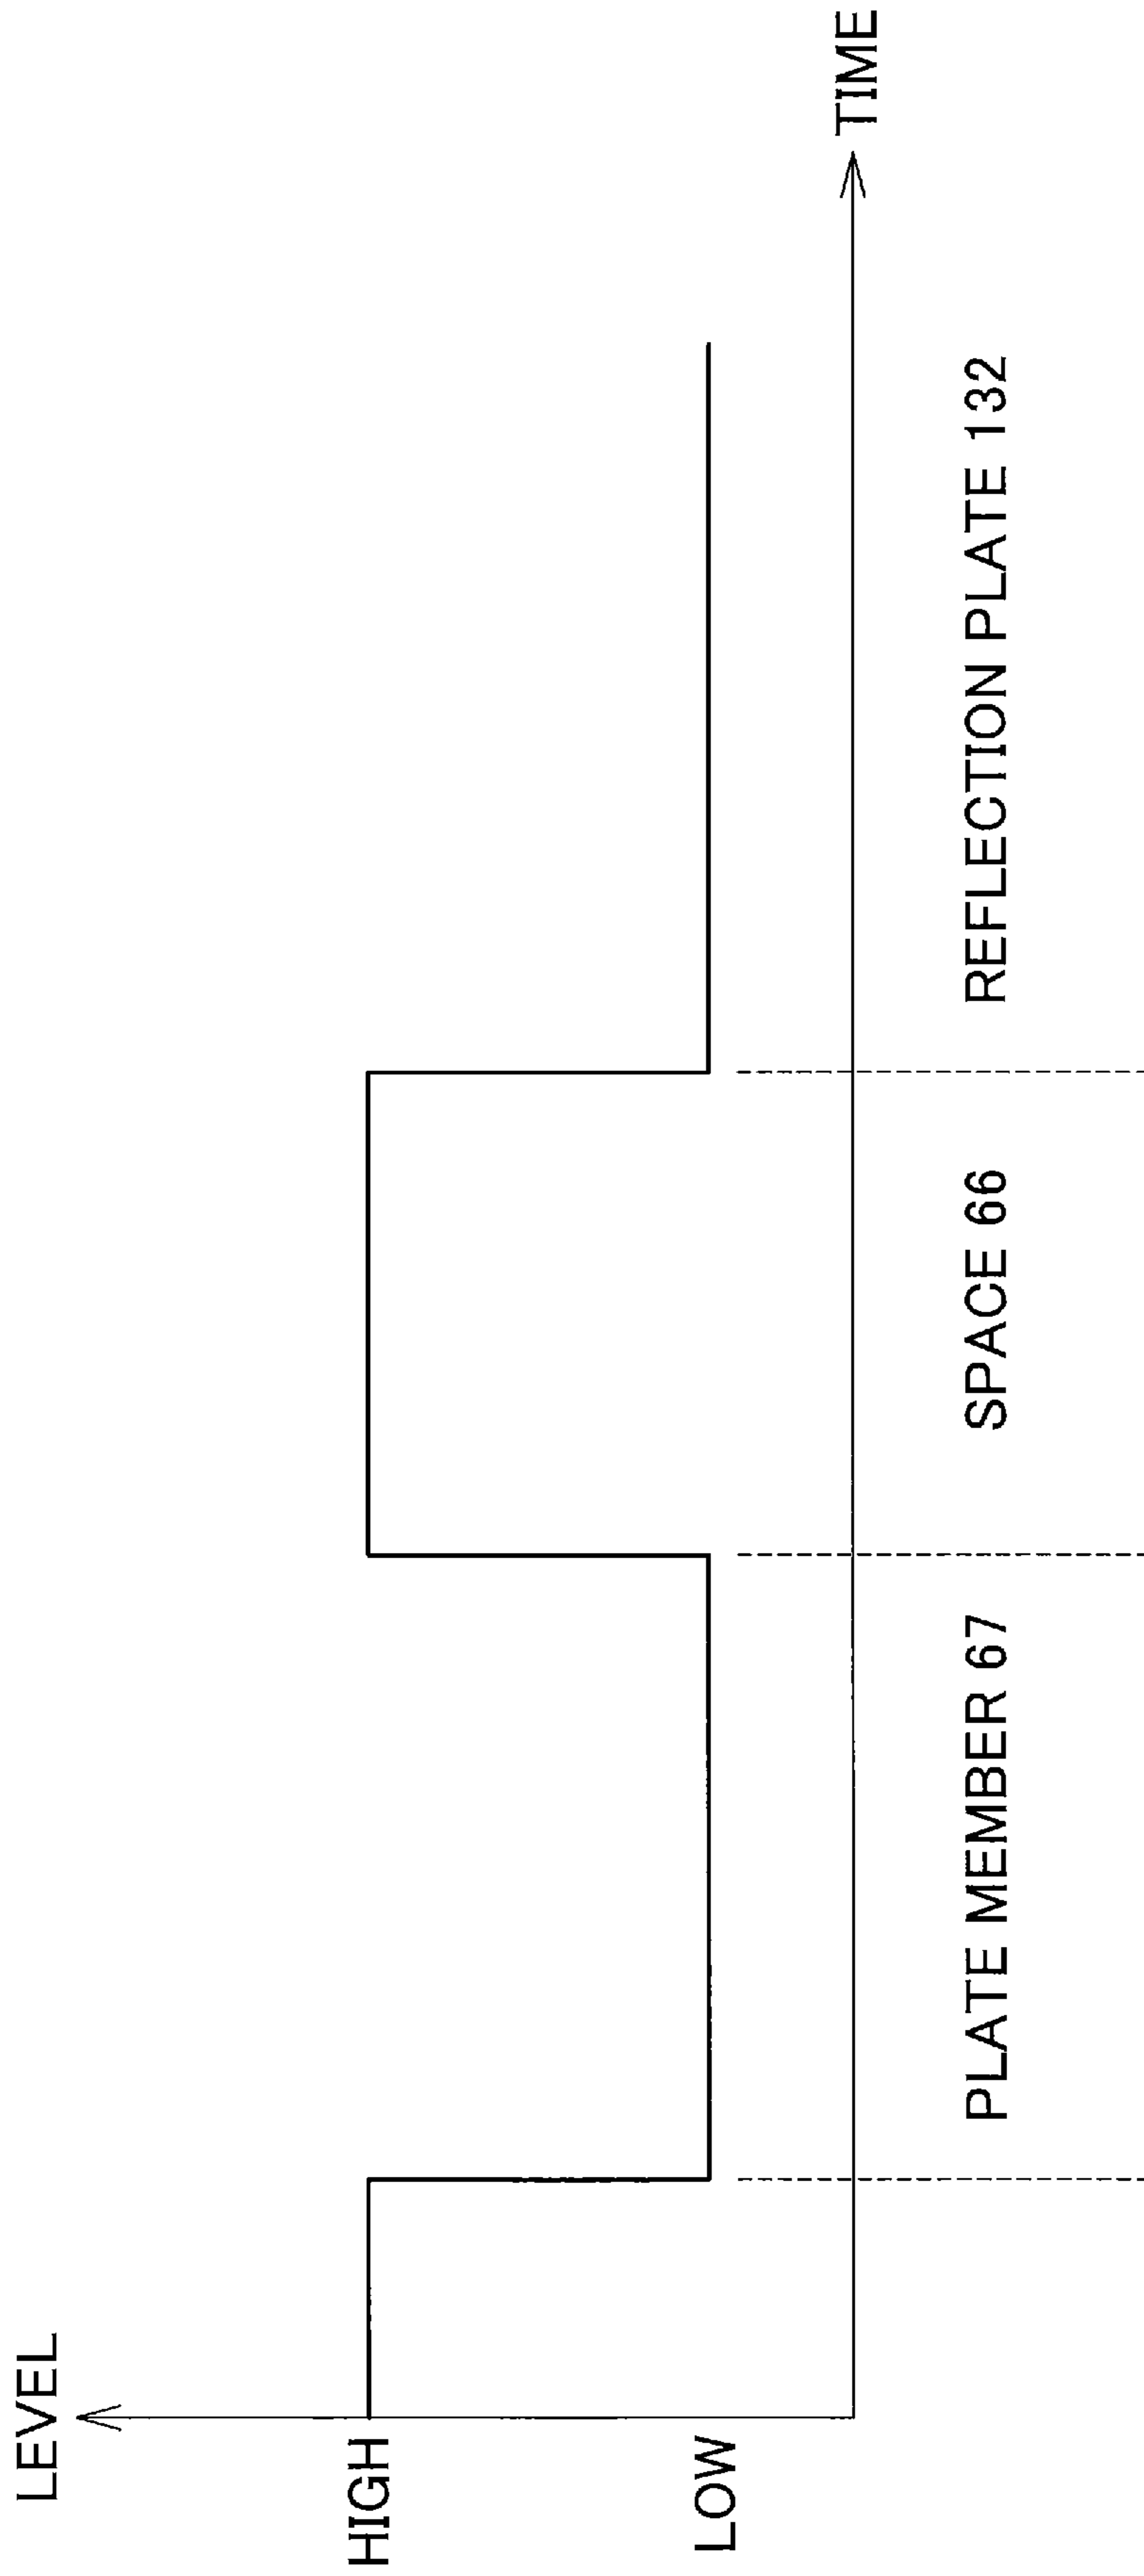 LEVEL
HIGH
LOW
TIME
PLATE MEMBER 67
SPACE 66
REFLECTION PLATE 132